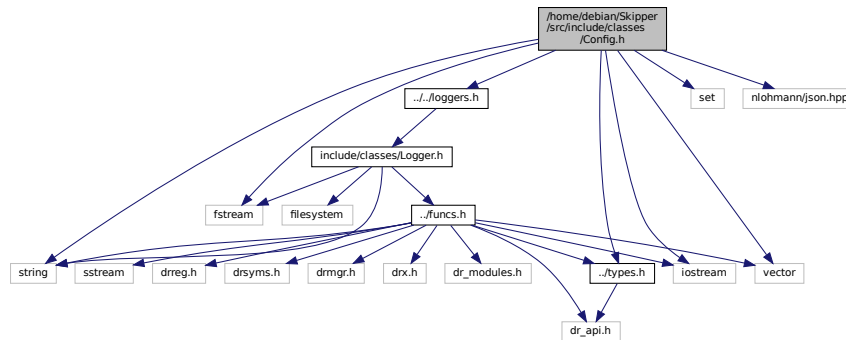 /home/debian/Skipper
/src/include/classes
/Config.h
../../loggers.h
set
nlohmann/json.hpp
include/classes/Logger.h
fstream
filesystem
../funcs.h
string
sstream
drreg.h
drsyms.h
drmgr.h
drx.h
dr_modules.h
../types.h
iostream
vector
dr_api.h